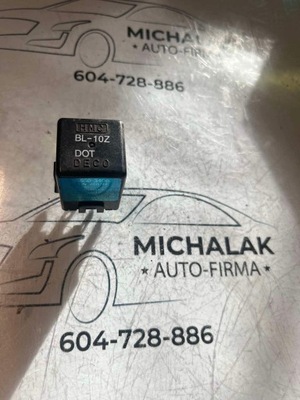 MICHALAK
AUTO-FIRMA
604-728-886
BL-10Z
DOT
DECO
MICHALAK
★ AUTO-FIRMA ★
604-728-886